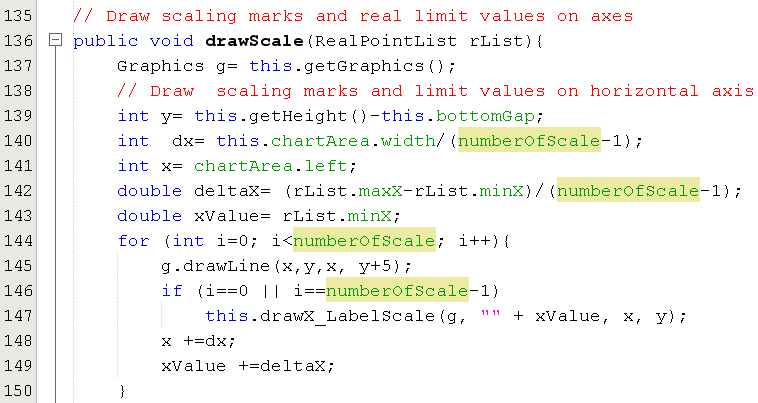 135 // Draw scaling marks and real limit values on axes
136 public void drawScale(RealPointList rList){
137 Graphics g= this.getGraphics();
138 // Draw  scaling marks and limit values on horizontal axis
139 int y= this.getHeight()-this.bottomGap;
140 int  dx= this.chartArea.width/(numberOfScale-1);
141 int x= chartArea.left;
142 double deltaX= (rList.maxX-rList.minX)/(numberOfScale-1);
143 double xValue= rList.minX;
144 for (int i=0; i<numberOfScale; i++){
145 g.drawLine(x,y,x, y+5);
146 if (i==0 || i==numberOfScale-1)
147 this.drawX_LabelScale(g, "" + xValue, x, y);
148 x +=dx;
149 xValue +=deltaX;
150 }